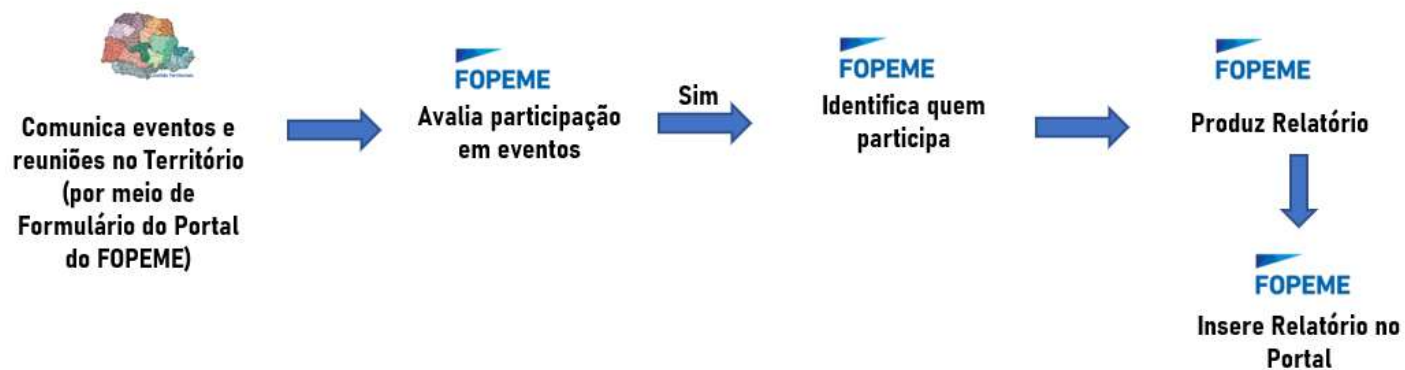 Comunica eventos e
reuniões no Território
(por meio de
Formulário do Portal
do FOPEME)
FOPEME
Avalia participação
em eventos
Sim
FOPEME
Identifica quem
participa
FOPEME
Produz Relatório
FOPEME
Insere Relatório no
Portal